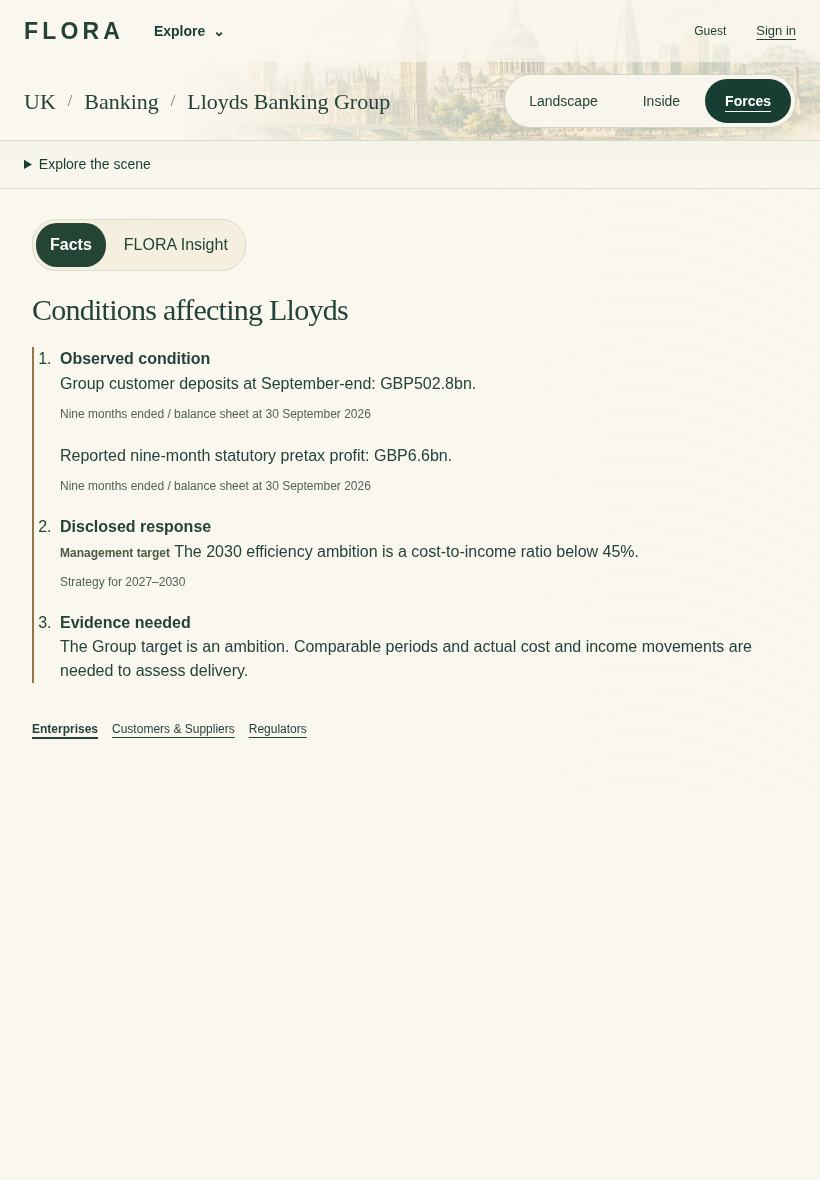 FLORA
Explore
Guest
Sign in
UK / Banking / Lloyds Banking Group
Landscape
Inside
Forces
Explore the scene
Facts
FLORA Insight
Conditions affecting Lloyds
1. Observed condition
Group customer deposits at September-end: GBP502.8bn.
Nine months ended / balance sheet at 30 September 2026
Reported nine-month statutory pretax profit: GBP6.6bn.
Nine months ended / balance sheet at 30 September 2026
2. Disclosed response
Management target The 2030 efficiency ambition is a cost-to-income ratio below 45%.
Strategy for 2027–2030
3. Evidence needed
The Group target is an ambition. Comparable periods and actual cost and income movements are
needed to assess delivery.
Enterprises
Customers & Suppliers
Regulators